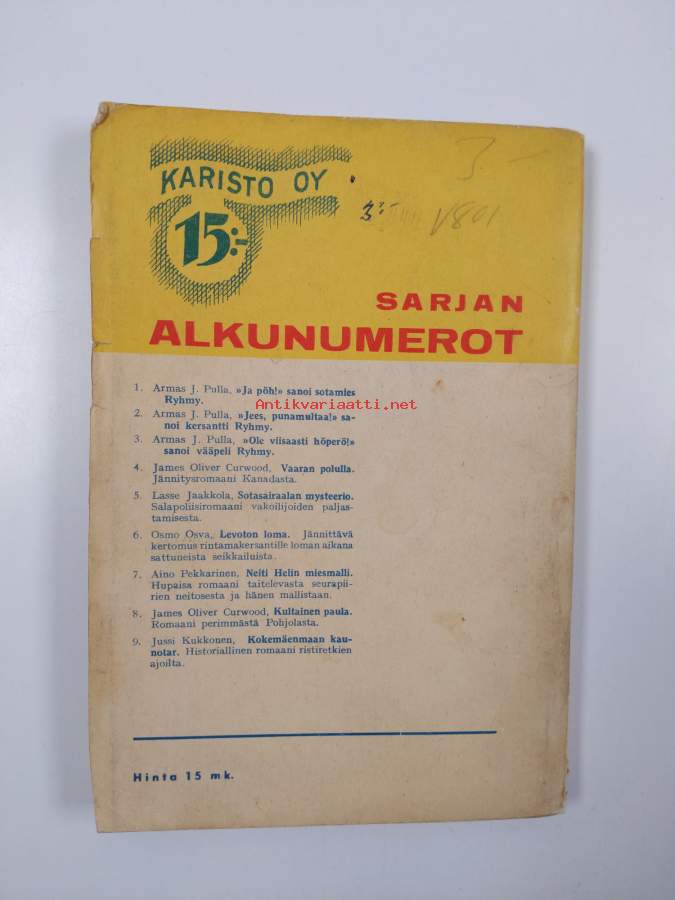 KARISTO OY
15:-
3:-
3 –
V801
SARJAN
ALKUNUMEROT
1. Armas J. Pulla, »Ja pöh!» sanoi sotamies
Ryhmy.
2. Armas J. Pulla, »Jees, punamultaa!» sa-
noi kersantti Ryhmy.
3. Armas J. Pulla, »Ole viisaasti höperö!»
sanoi vääpeli Ryhmy.
4. James Oliver Curwood, Vaaran polulla.
Jännitysromaani Kanadasta.
5. Lasse Jaakkola, Sotasairaalan mysteerio.
Salapoliisiromaani vakoilijoiden paljas-
tamisesta.
6. Osmo Osva, Levoton loma. Jännittävä
kertomus rintamakersantille loman aikana
sattuneista seikkailuista.
7. Aino Pekkarinen, Neiti Helin miesmalli.
Hupaisa romaani taitelevasta seurapii-
rien neitosesta ja hänen mallistaan.
8. James Oliver Curwood, Kultainen paula.
Romaani perimmästä Pohjolasta.
9. Jussi Kukkonen, Kokemäenmaan kau-
notar. Historiallinen romaani ristiretkien
ajoilta.
Hinta 15 mk.
Antikvariaatti.net